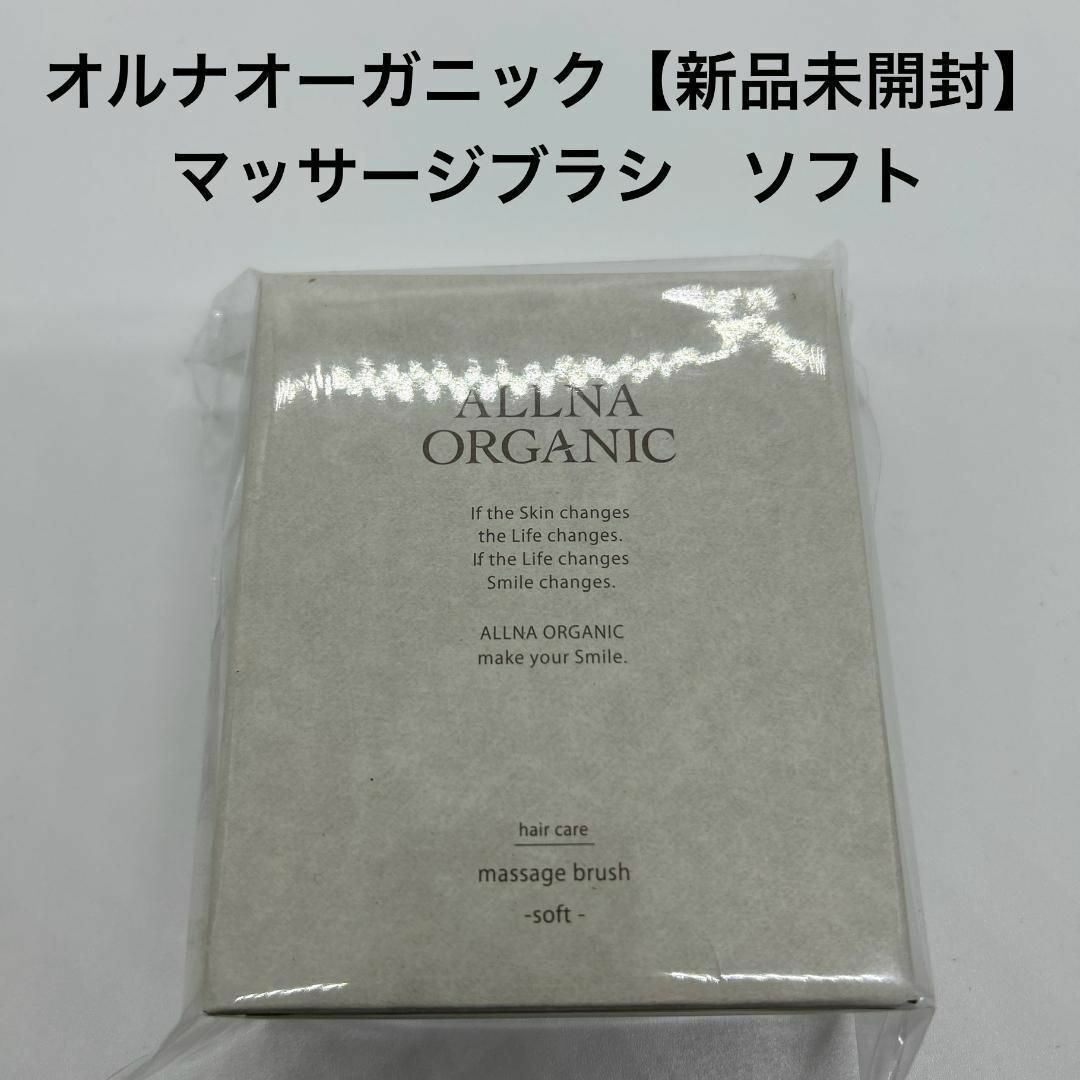 オルナオーガニック【新品未開封】
マッサージブラシ　ソフト
ALLNA
ORGANIC
If the Skin changes
the Life changes.
If the Life changes
Smile changes.
ALLNA ORGANIC
make your Smile.
hair care
massage brush
-soft -